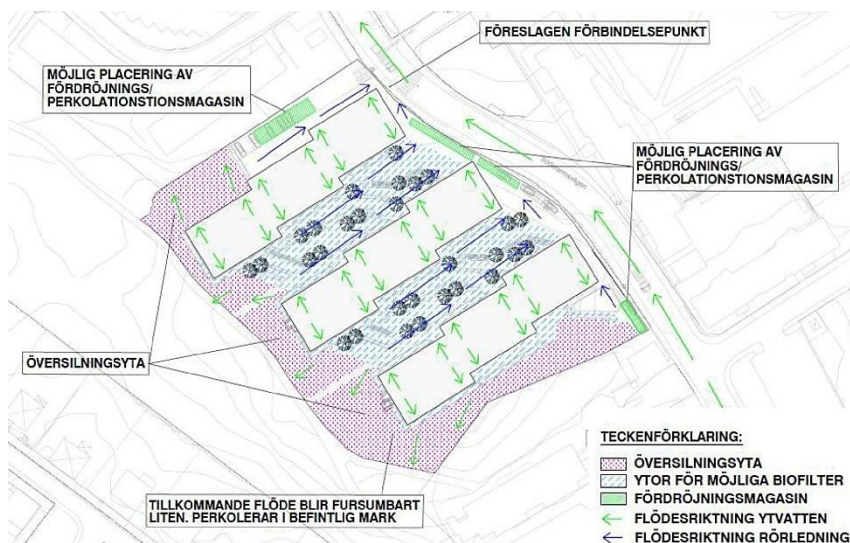 FÖRESLAGEN FÖRBINDELSEPUNKT
MÖJLIG PLACERING AV
FÖRDRÖJNINGS/
PERKOLATIONSTIONSMAGASIN
MÖJLIG PLACERING AV
FÖRDRÖJNINGS/
PERKOLATIONSTIONSMAGASIN
ÖVERSILNINGSYTA
TILLKOMMANDE FLÖDE BLIR FURSUMBART
LITEN. PERKOLERAR I BEFINTLIG MARK
TECKENFÖRKLARING:
ÖVERSILNINGSYTA
YTOR FÖR MÖJLIGA BIOFILTER
FÖRDRÖJNINGSMAGASIN
FLÖDESRIKTNING YTVATTEN
FLÖDESRIKTNING RÖRLEDNING